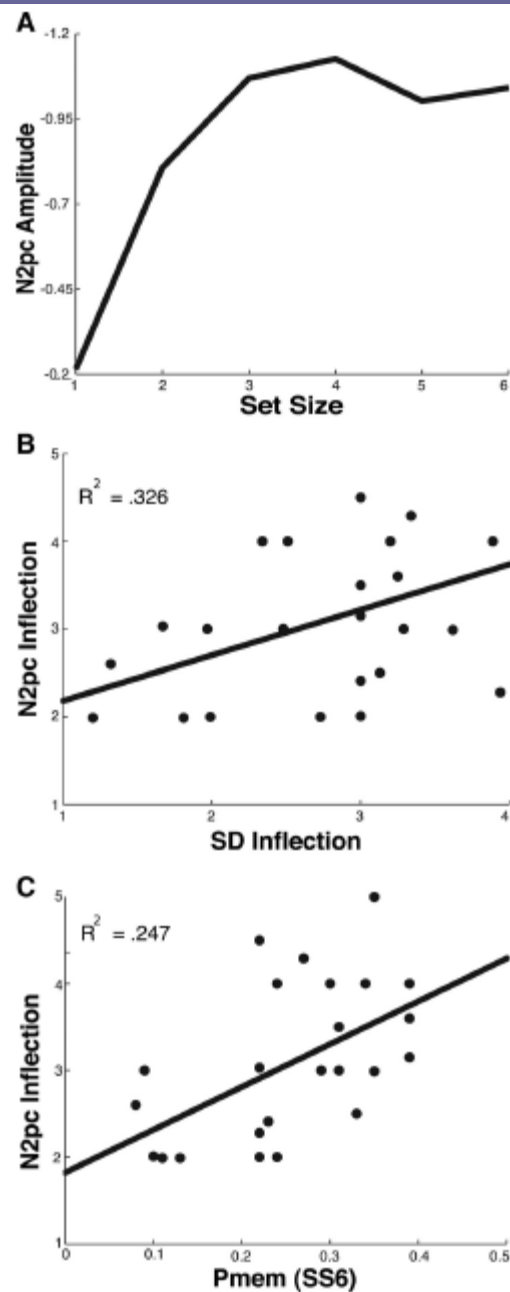 A
-1.2
-0.95
-0.7
-0.45
-0.2
N2pc Amplitude
1 2 3 4 5 6
Set Size
B
R² = .326
5
4
3
2
1
N2pc Inflection
1 2 3 4
SD Inflection
C
R² = .247
5
4
3
2
1
N2pc Inflection
0 0.1 0.2 0.3 0.4 0.5
Pmem (SS6)